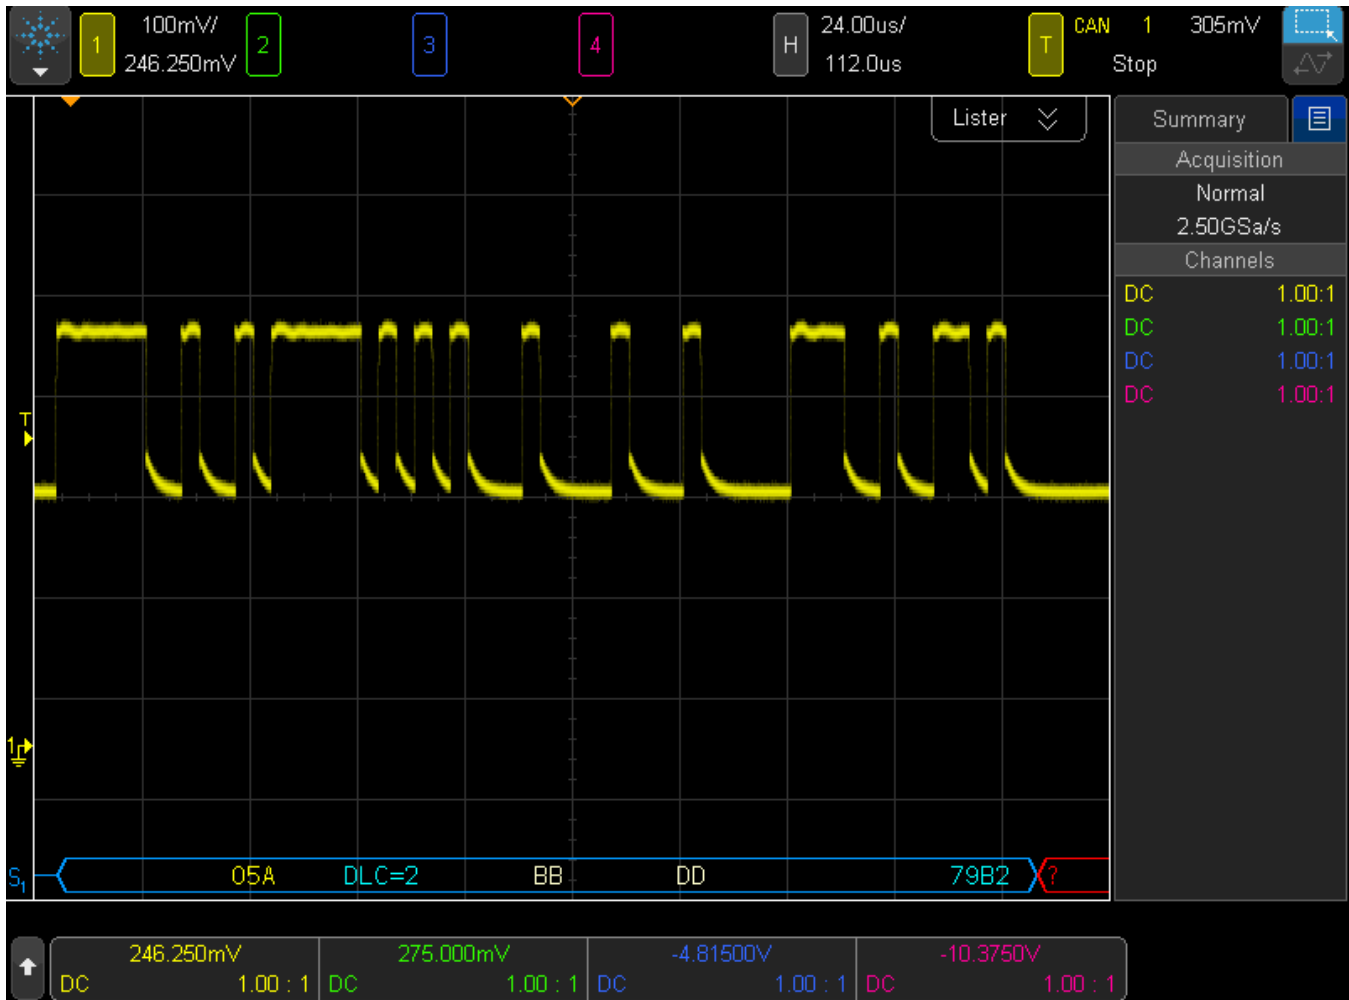 1 100mV/ 2 3 4 H 24.00us/ T CAN 1 305mV
246.250mV 112.0us Stop
Lister
Summary
Acquisition
Normal
2.50GSa/s
Channels
DC 1.00:1
DC 1.00:1
DC 1.00:1
DC 1.00:1
T
1
S1 05A DLC=2 BB DD 79B2 ?
246.250mV 275.000mV -4.81500V -10.3750V
DC 1.00 : 1 DC 1.00 : 1 DC 1.00 : 1 DC 1.00 : 1